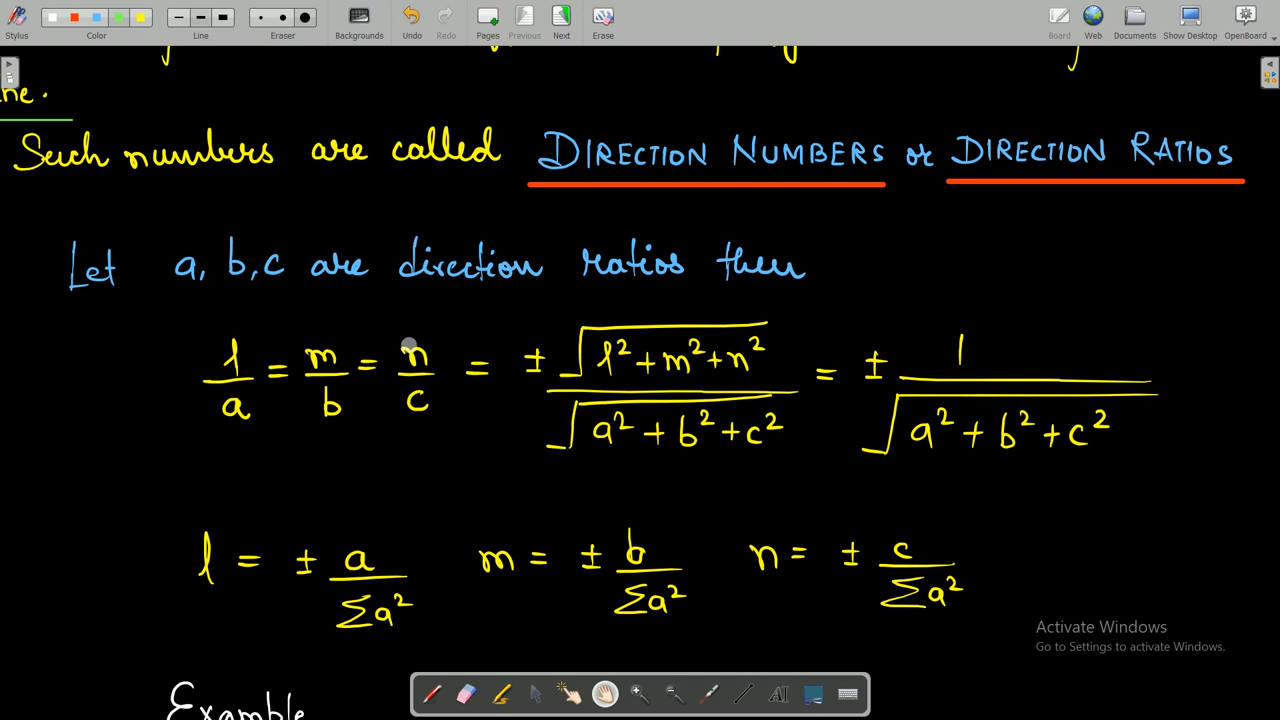 Stylus Color Line Eraser Backgrounds Undo Redo Pages Previous Next Erase Board Web Documents Show Desktop OpenBoard
Such numbers are called DIRECTION NUMBERS or DIRECTION RATIOS
Let a, b, c are direction ratios then
l/a = m/b = n/c = ± √(l² + m² + n²) / √(a² + b² + c²) = ± 1 / √(a² + b² + c²)
l = ± a/Σa² m = ± b/Σa² n = ± c/Σa²
Activate Windows
Go to Settings to activate Windows.
Example